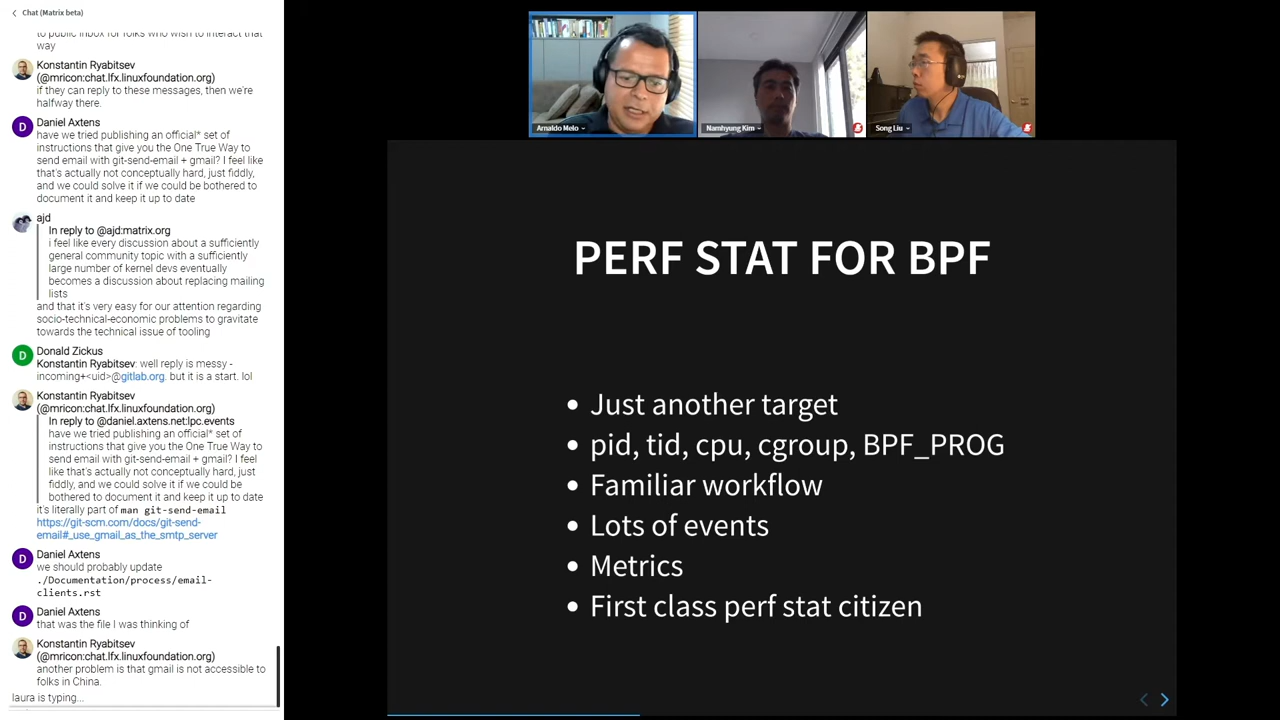 Chat (Matrix beta)
to public inbox for folks who wish to interact that
way
Konstantin Ryabitsev
(@mricon:chat.lfx.linuxfoundation.org)
if they can reply to these messages, then we're
halfway there.
D
Daniel Axtens
have we tried publishing an official* set of
instructions that give you the One True Way to
send email with git-send-email + gmail? I feel like
that's actually not conceptually hard, just fiddly,
and we could solve it if we could be bothered to
document it and keep it up to date
ajd
In reply to @ajd:matrix.org
i feel like every discussion about a sufficiently
general community topic with a sufficiently
large number of kernel devs eventually
becomes a discussion about replacing mailing
lists
and that it's very easy for our attention regarding
socio-technical-economic problems to gravitate
towards the technical issue of tooling
D
Donald Zickus
Konstantin Ryabitsev: well reply is messy -
incoming+<uid>@gitlab.org. but it is a start. lol
Konstantin Ryabitsev
(@mricon:chat.lfx.linuxfoundation.org)
In reply to @daniel.axtens.net:lpc.events
have we tried publishing an official* set of
instructions that give you the One True Way to
send email with git-send-email + gmail? I feel
like that's actually not conceptually hard, just
fiddly, and we could solve it if we could be
bothered to document it and keep it up to date
it's literally part of man git-send-email
https://git-scm.com/docs/git-send-
email#_use_gmail_as_the_smtp_server
D
Daniel Axtens
we should probably update
./Documentation/process/email-
clients.rst
D
Daniel Axtens
that was the file I was thinking of
Konstantin Ryabitsev
(@mricon:chat.lfx.linuxfoundation.org)
another problem is that gmail is not accessible to
folks in China.
laura is typing...
Arnaldo Melo
Namhyung Kim
Song Liu
PERF STAT FOR BPF
• Just another target
• pid, tid, cpu, cgroup, BPF_PROG
• Familiar workflow
• Lots of events
• Metrics
• First class perf stat citizen